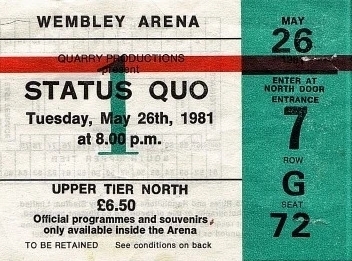 WEMBLEY ARENA
QUARRY PRODUCTIONS
present
STATUS QUO
Tuesday, May 26th, 1981
at 8.00 p.m.
1
UPPER TIER NORTH
£6.50
Official programmes and souvenirs
only available inside the Arena
TO BE RETAINED See conditions on back
MAY
26
ENTER AT
NORTH DOOR
ENTRANCE
7
ROW
G
SEAT
72